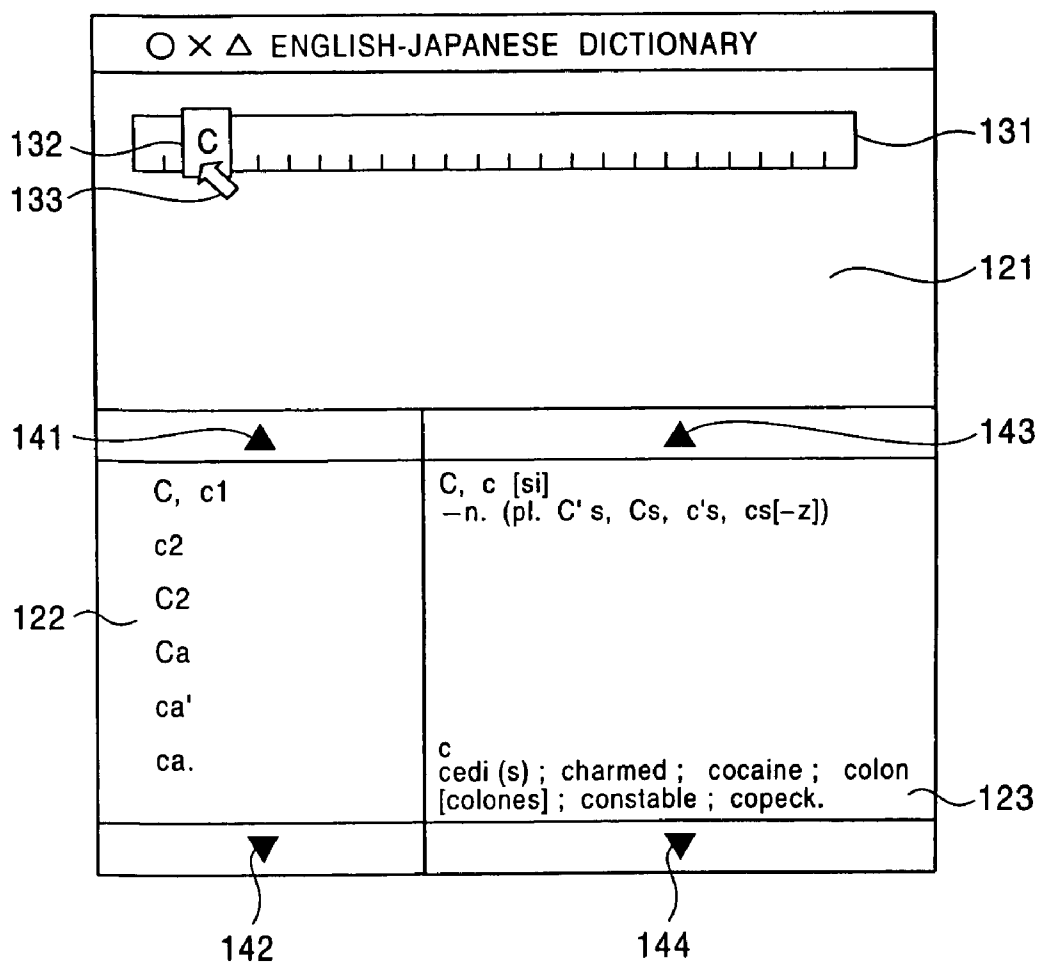 ○×△ ENGLISH-JAPANESE DICTIONARY
132
C
131
133
121
141
143
C, c1
c2
C2
Ca
ca'
ca.
122
C, c [si]
—n. (pl. C's, Cs, c's, cs[–z])
c
cedi (s) ; charmed ; cocaine ; colon
[colones] ; constable ; copeck.
123
142
144